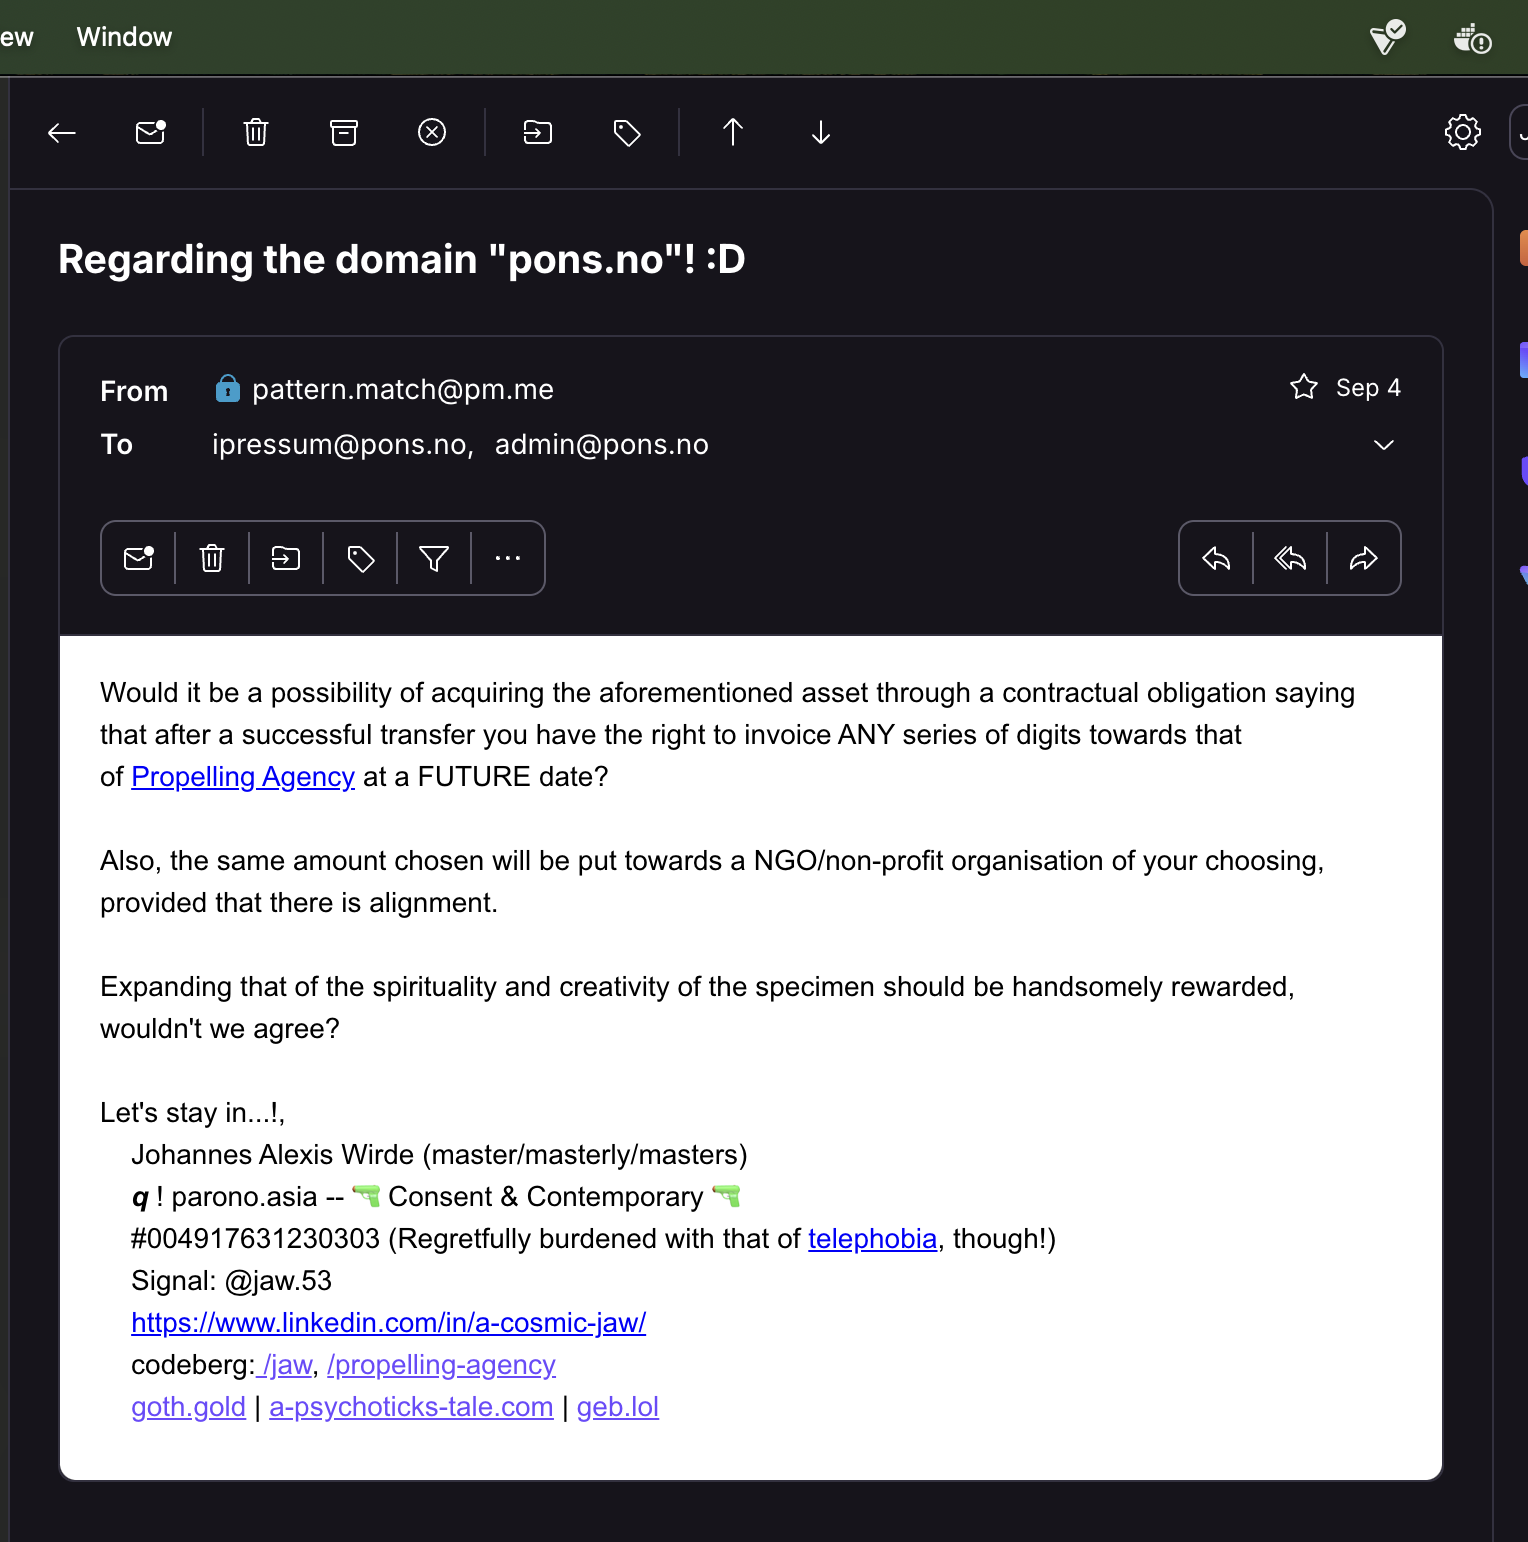 ew Window
Regarding the domain "pons.no"! :D
From pattern.match@pm.me Sep 4
To ipressum@pons.no, admin@pons.no
Would it be a possibility of acquiring the aforementioned asset through a contractual obligation saying
that after a successful transfer you have the right to invoice ANY series of digits towards that
of Propelling Agency at a FUTURE date?
Also, the same amount chosen will be put towards a NGO/non-profit organisation of your choosing,
provided that there is alignment.
Expanding that of the spirituality and creativity of the specimen should be handsomely rewarded,
wouldn't we agree?
Let's stay in...!,
Johannes Alexis Wirde (master/masterly/masters)
q ! parono.asia -- 🔫 Consent & Contemporary 🔫
#004917631230303 (Regretfully burdened with that of telephobia, though!)
Signal: @jaw.53
https://www.linkedin.com/in/a-cosmic-jaw/
codeberg: /jaw, /propelling-agency
goth.gold | a-psychoticks-tale.com | geb.lol